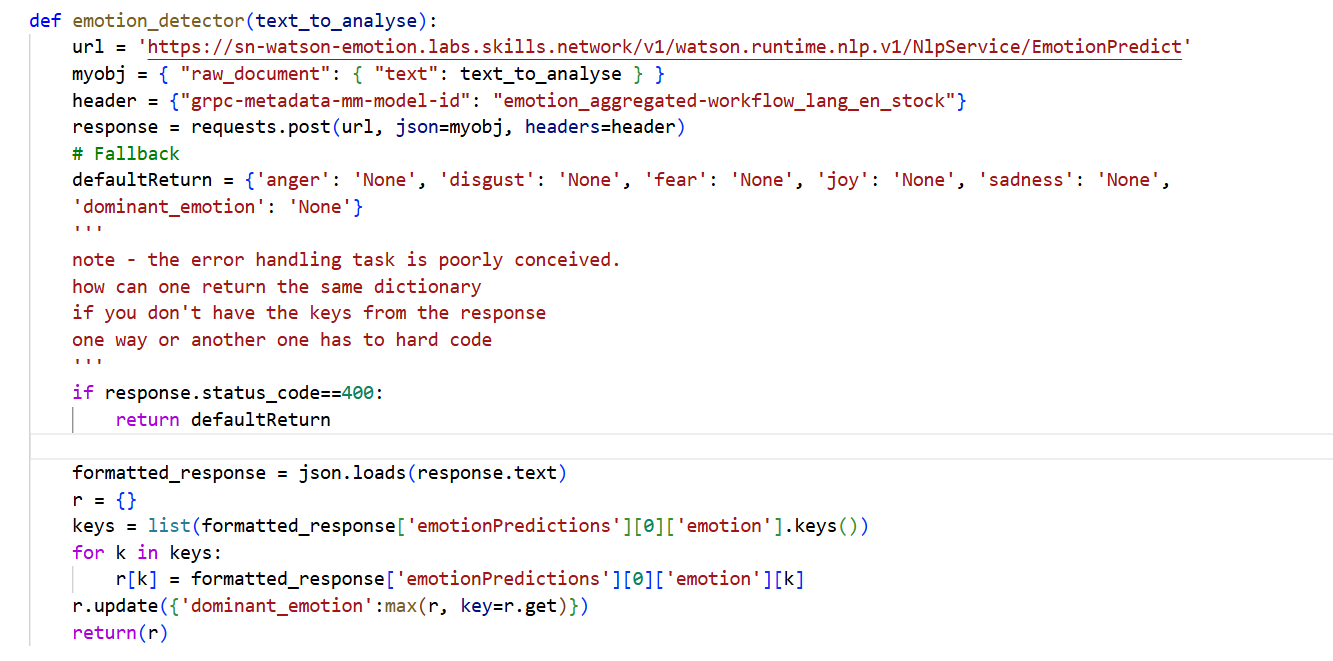 def emotion_detector(text_to_analyse):
    url = 'https://sn-watson-emotion.labs.skills.network/v1/watson.runtime.nlp.v1/NlpService/EmotionPredict'
    myobj = { "raw_document": { "text": text_to_analyse } }
    header = {"grpc-metadata-mm-model-id": "emotion_aggregated-workflow_lang_en_stock"}
    response = requests.post(url, json=myobj, headers=header)
    # Fallback
    defaultReturn = {'anger': 'None', 'disgust': 'None', 'fear': 'None', 'joy': 'None', 'sadness': 'None',
    'dominant_emotion': 'None'}
    '''
    note - the error handling task is poorly conceived.
    how can one return the same dictionary
    if you don't have the keys from the response
    one way or another one has to hard code
    '''
    if response.status_code==400:
        return defaultReturn

    formatted_response = json.loads(response.text)
    r = {}
    keys = list(formatted_response['emotionPredictions'][0]['emotion'].keys())
    for k in keys:
        r[k] = formatted_response['emotionPredictions'][0]['emotion'][k]
    r.update({'dominant_emotion':max(r, key=r.get)})
    return(r)